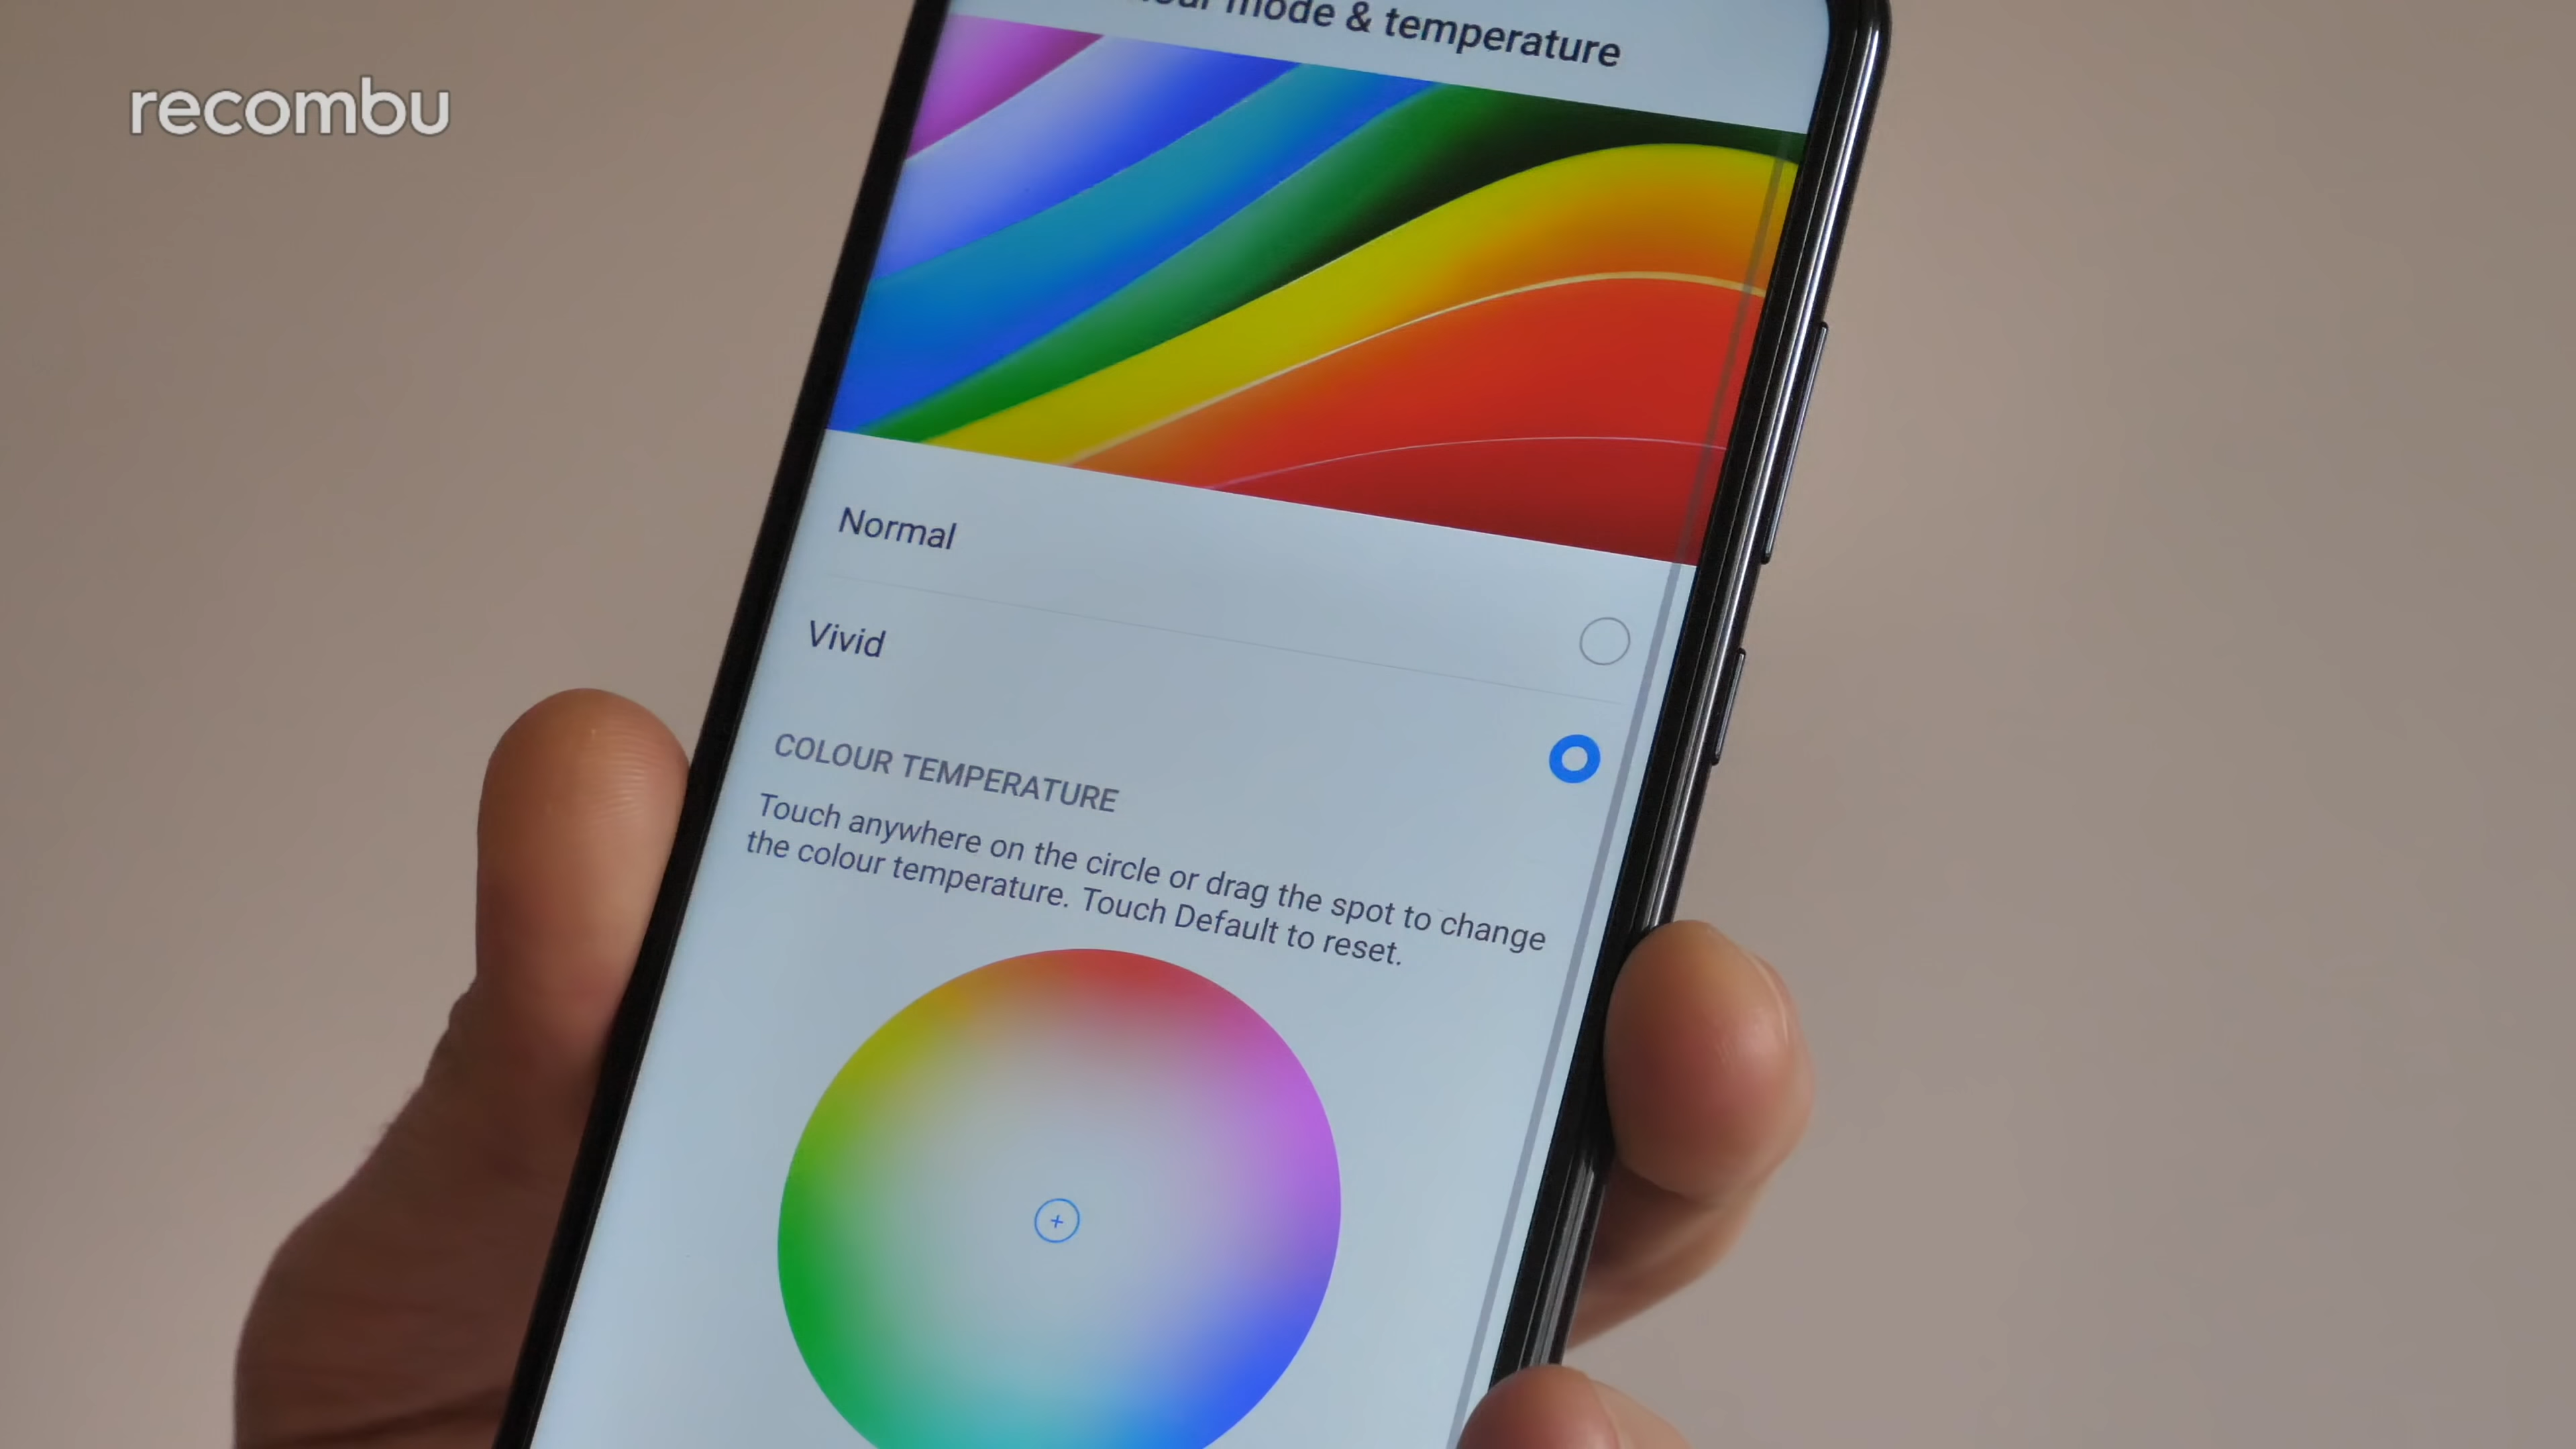 recombu
mode & temperature
Normal
Vivid
COLOUR TEMPERATURE
Touch anywhere on the circle or drag the spot to change
the colour temperature. Touch Default to reset.